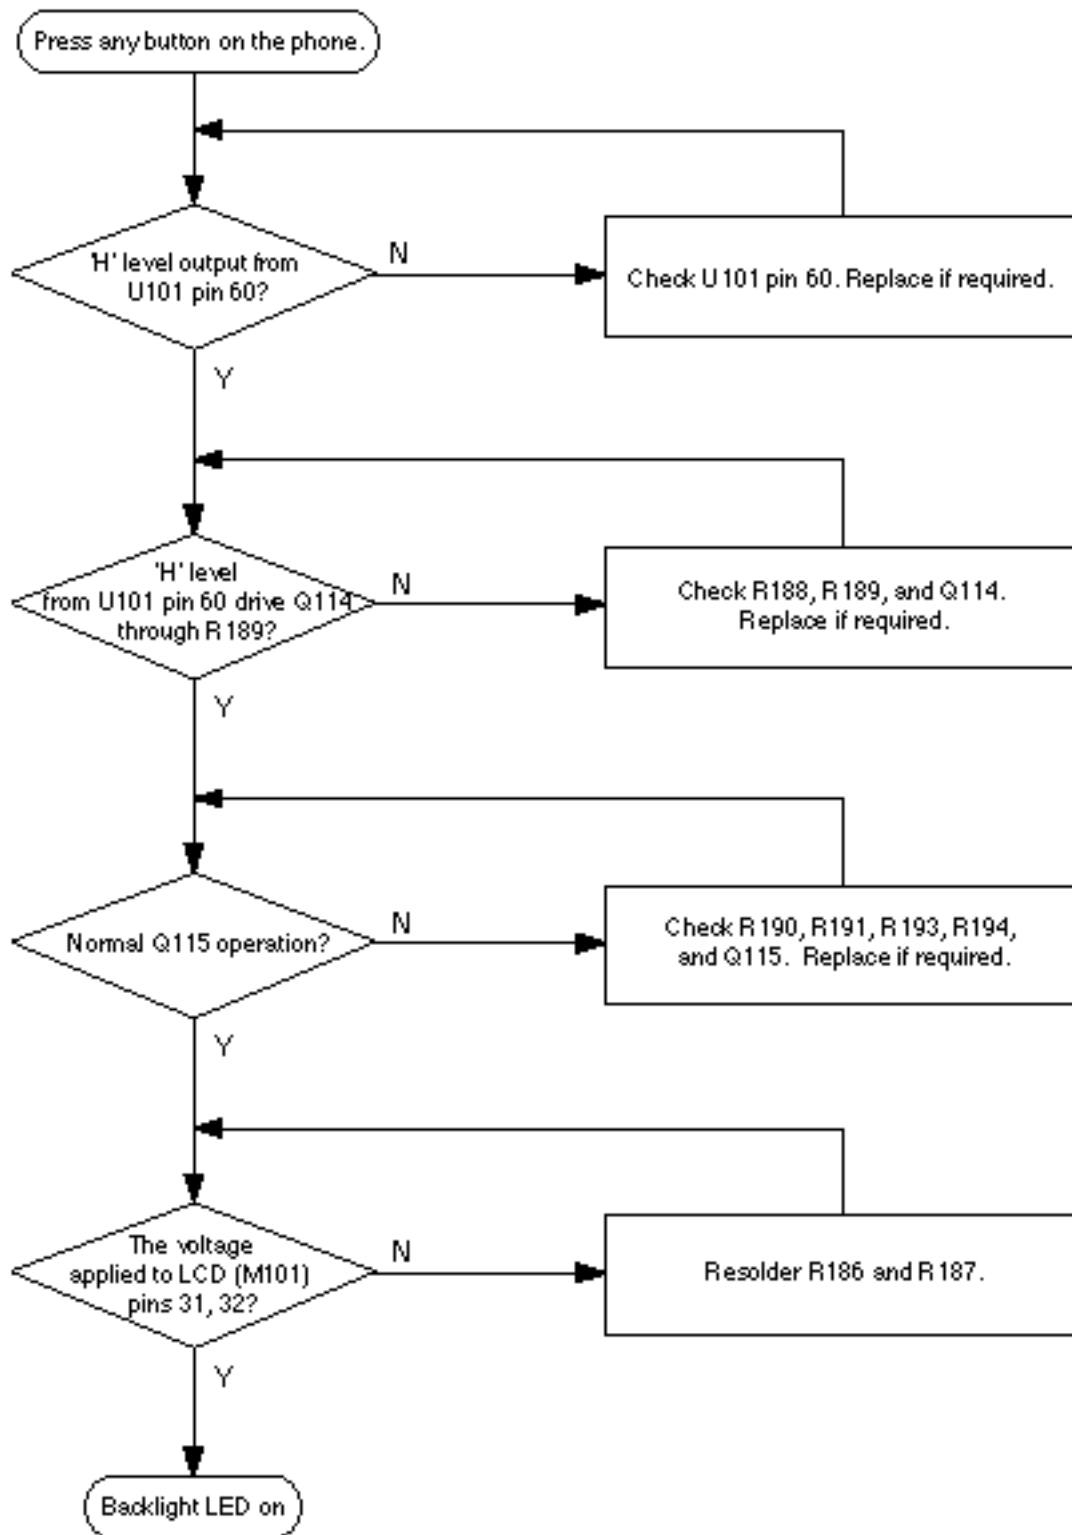 Press any button on the phone.
'H' level output from
U101 pin 60?
N
Check U101 pin 60. Replace if required.
Y
'H' level
from U101 pin 60 drive Q114
through R189?
N
Check R188, R189, and Q114.
Replace if required.
Y
Normal Q115 operation?
N
Check R190, R191, R193, R194,
and Q115. Replace if required.
Y
The voltage
applied to LCD (M101)
pins 31, 32?
N
Resolder R186 and R187.
Y
Backlight LED on